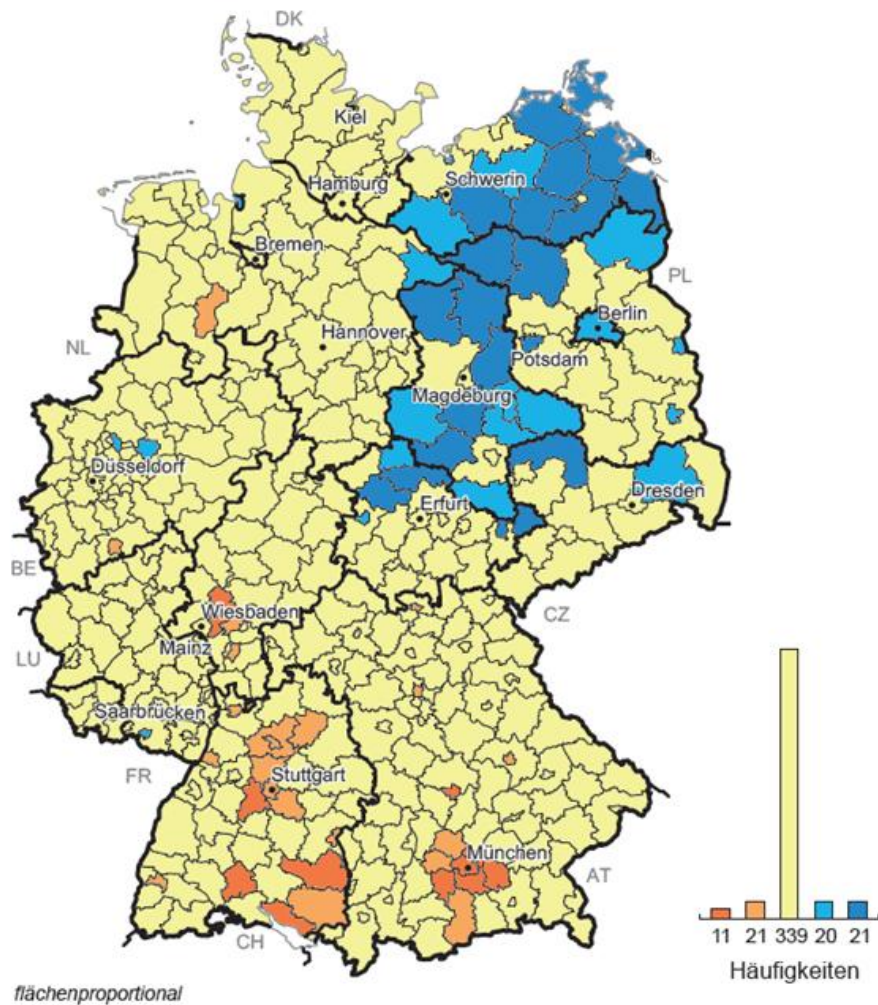 DK
Kiel
Schwerin
Hamburg
Bremen
PL
Berlin
Hannover
NL
Potsdam
Magdeburg
Düsseldorf
Dresden
Erfurt
BE
Wiesbaden
CZ
Mainz
LU
Saarbrücken
FR
Stuttgart
München
AT
CH
11 21 339 20 21
Häufigkeiten
flächenproportional